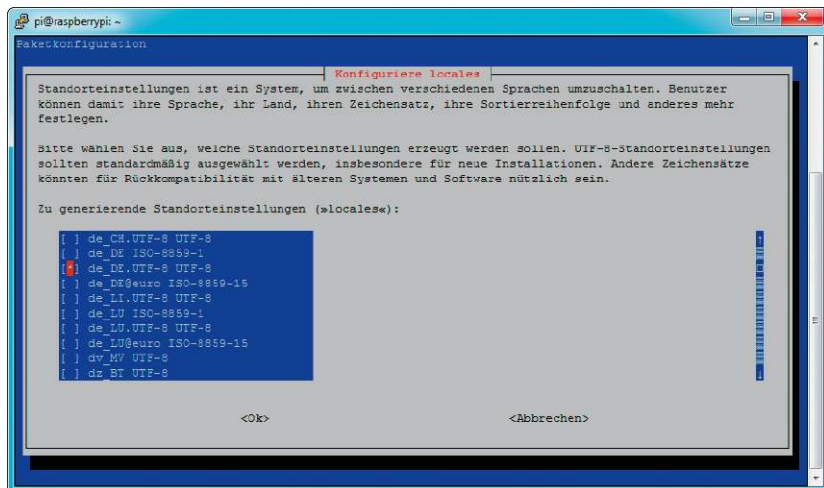 pi@raspberrypi: ~
Paketkonfiguration
Konfiguriere locales
Standorteinstellungen ist ein System, um zwischen verschiedenen Sprachen umzuschalten. Benutzer
können damit ihre Sprache, ihr Land, ihren Zeichensatz, ihre Sortierreihenfolge und anderes mehr
festlegen.
Bitte wählen Sie aus, welche Standorteinstellungen erzeugt werden sollen. UTF-8-Standorteinstellungen
sollten standardmäßig ausgewählt werden, insbesondere für neue Installationen. Andere Zeichensätze
könnten für Rückkompatibilität mit älteren Systemen und Software nützlich sein.
Zu generierende Standorteinstellungen (»locales«):
[ ] de_CH.UTF-8 UTF-8
[ ] de_DE ISO-8859-1
[*] de_DE.UTF-8 UTF-8
[ ] de_DE@euro ISO-8859-15
[ ] de_LI.UTF-8 UTF-8
[ ] de_LU ISO-8859-1
[ ] de_LU.UTF-8 UTF-8
[ ] de_LU@euro ISO-8859-15
[ ] dv_MV UTF-8
[ ] dz_BT UTF-8
<Ok> <Abbrechen>